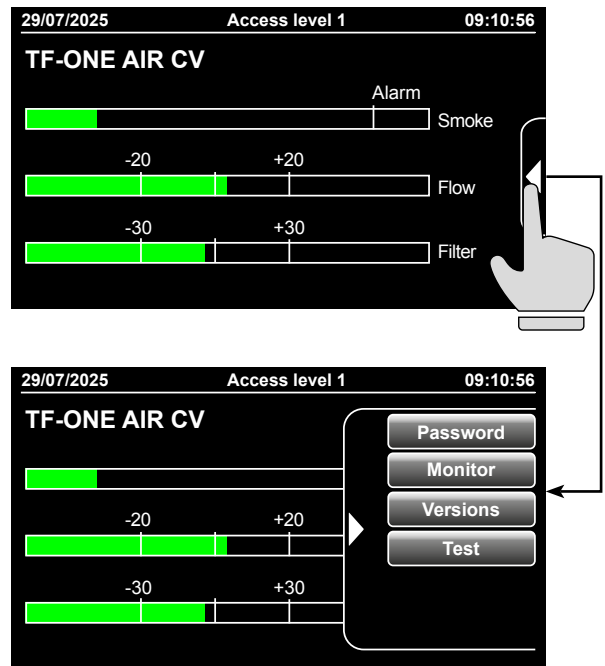 29/07/2025 Access level 1 09:10:56
TF-ONE AIR CV
Alarm
Smoke
-20 +20
Flow
-30 +30
Filter
29/07/2025 Access level 1 09:10:56
TF-ONE AIR CV
Password
Monitor
Versions
-20 +20
Test
-30 +30